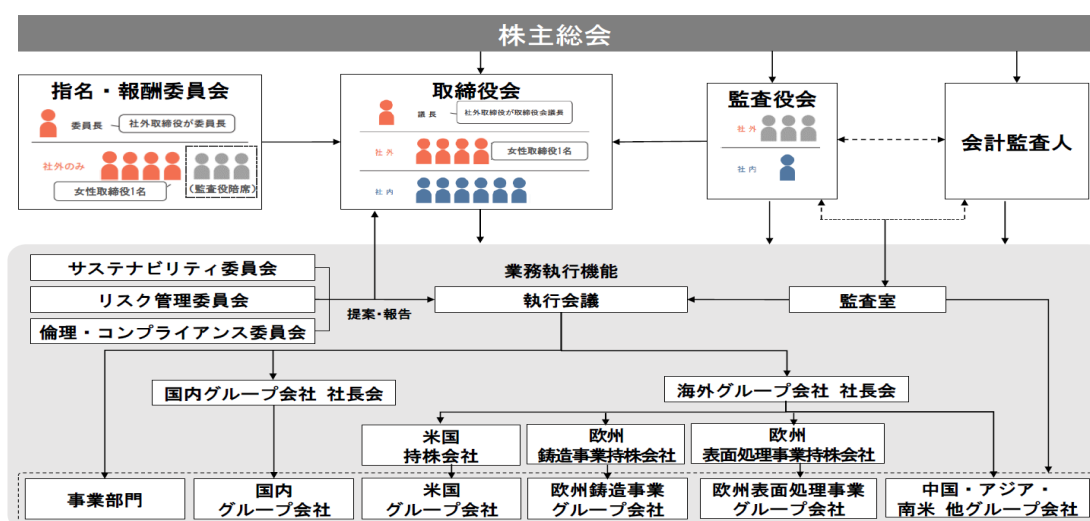 株主総会
指名・報酬委員会
委員長
社外取締役が委員長
社外のみ
女性取締役1名
(監査役陪席)
取締役会
議長
社外取締役が取締役会議長
社外
女性取締役1名
社内
監査役会
社外
社内
会計監査人
業務執行機能
サステナビリティ委員会
リスク管理委員会
倫理・コンプライアンス委員会
提案・報告
執行会議
監査室
国内グループ会社 社長会
海外グループ会社 社長会
米国
持株会社
欧州
鋳造事業持株会社
欧州
表面処理事業持株会社
事業部門
国内
グループ会社
米国
グループ会社
欧州鋳造事業
グループ会社
欧州表面処理事業
グループ会社
中国・アジア・
南米 他グループ会社